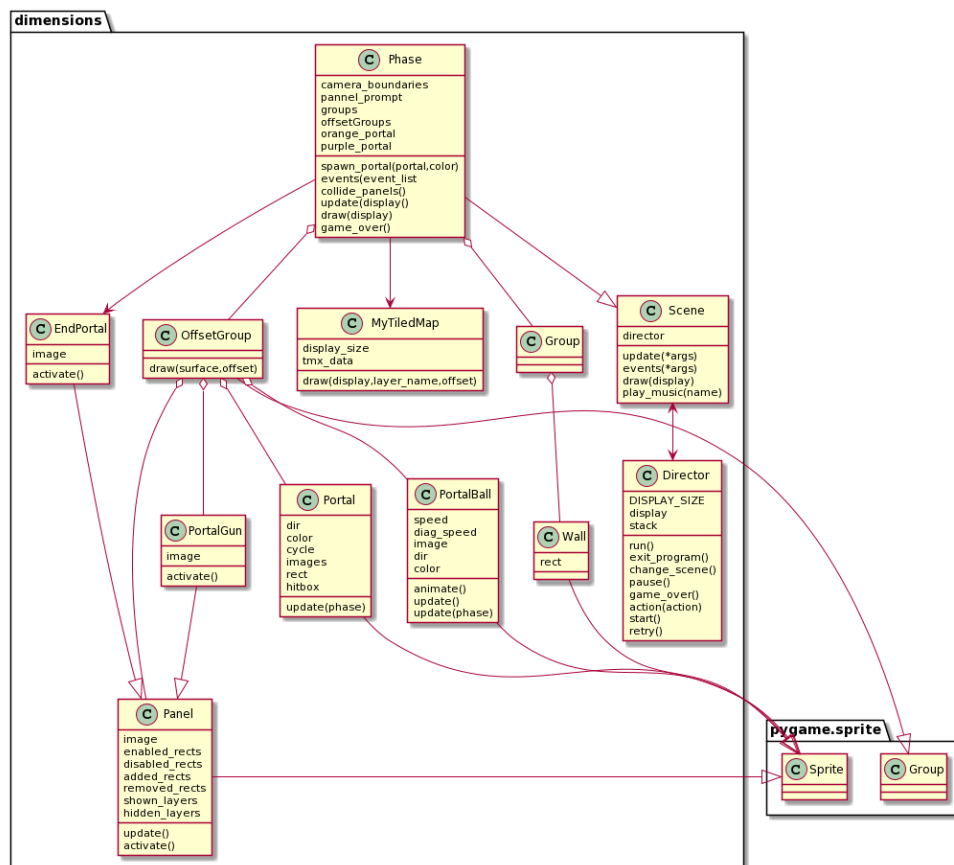 dimensions
C Phase
camera_boundaries
pannel_prompt
groups
offsetGroups
orange_portal
purple_portal
spawn_portal(portal,color)
events(event_list
collide_panels()
update(display()
draw(display)
game_over()
C EndPortal
image
activate()
C OffsetGroup
draw(surface,offset)
C MyTiledMap
display_size
tmx_data
draw(display,layer_name,offset)
C Group
C Scene
director
update(*args)
events(*args)
draw(display)
play_music(name)
C PortalGun
image
activate()
C Portal
dir
color
cycle
images
rect
hitbox
update(phase)
C PortalBall
speed
diag_speed
image
dir
color
animate()
update()
update(phase)
C Wall
rect
C Director
DISPLAY_SIZE
display
stack
run()
exit_program()
change_scene()
pause()
game_over()
action(action)
start()
retry()
C Panel
image
enabled_rects
disabled_rects
added_rects
removed_rects
shown_layers
hidden_layers
update()
activate()
pygame.sprite
C Sprite
C Group